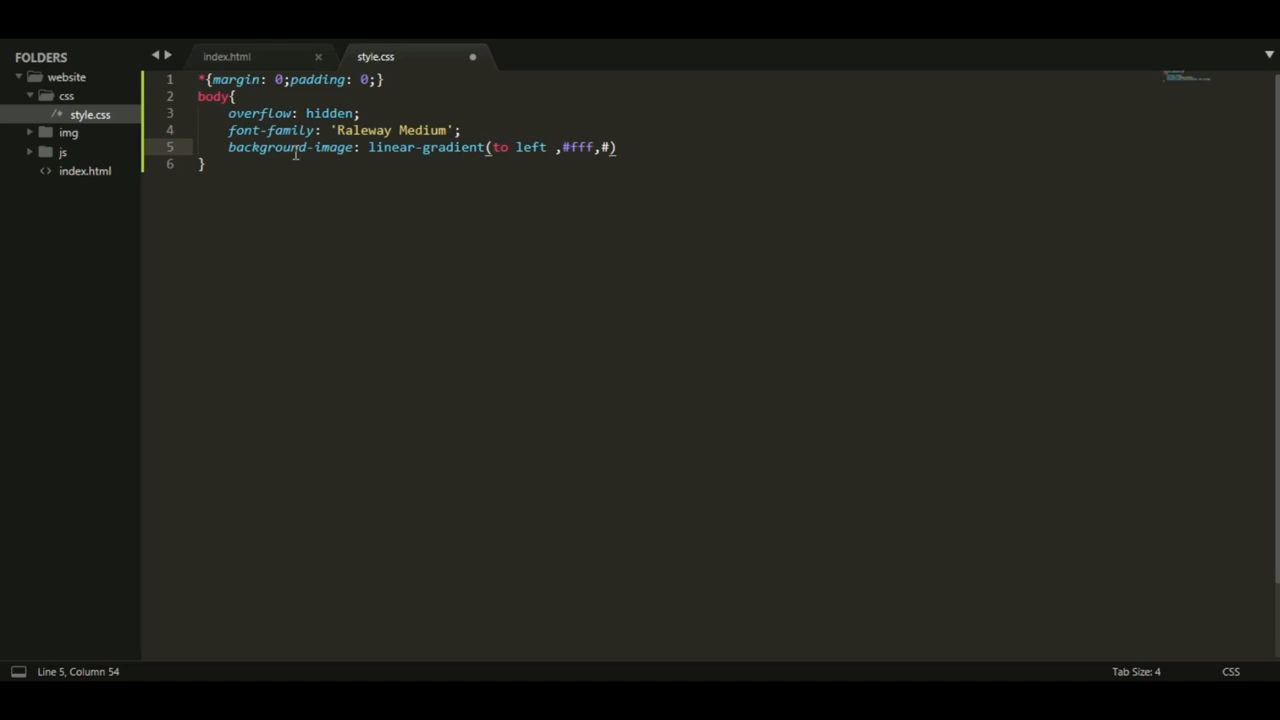 FOLDERS
website
css
/* style.css
img
js
<> index.html
index.html ×
style.css
1 *{margin: 0;padding: 0;}
2 body{
3 overflow: hidden;
4 font-family: 'Raleway Medium';
5 background-image: linear-gradient(to left ,#fff,#)
6 }
Line 5, Column 54
Tab Size: 4
CSS